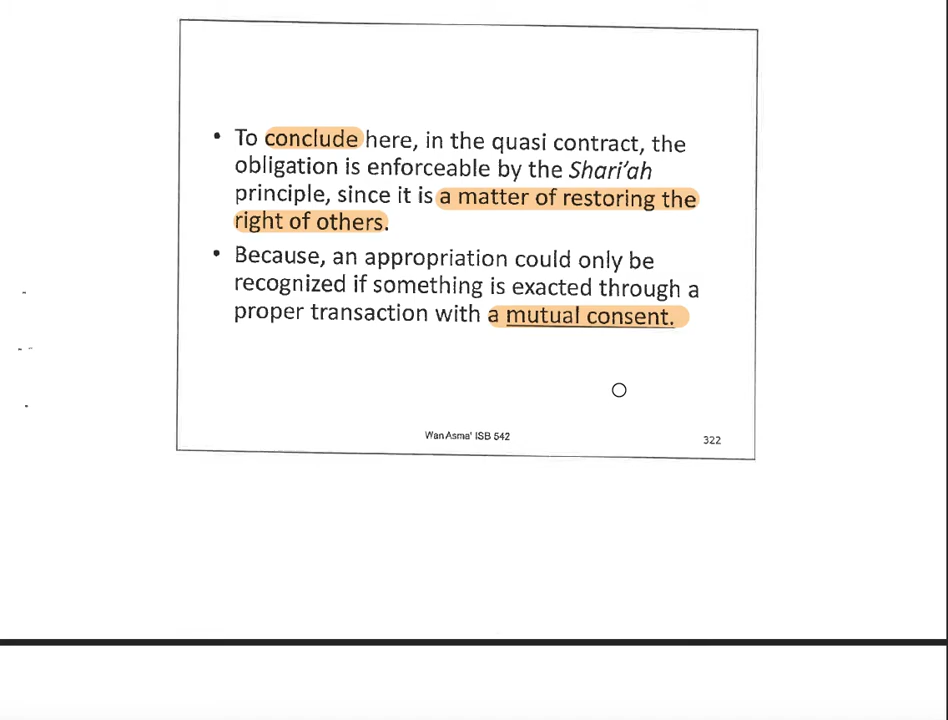 • To conclude here, in the quasi contract, the
obligation is enforceable by the Shari'ah
principle, since it is a matter of restoring the
right of others.
• Because, an appropriation could only be
recognized if something is exacted through a
proper transaction with a mutual consent.
Wan Asma' ISB 542
322